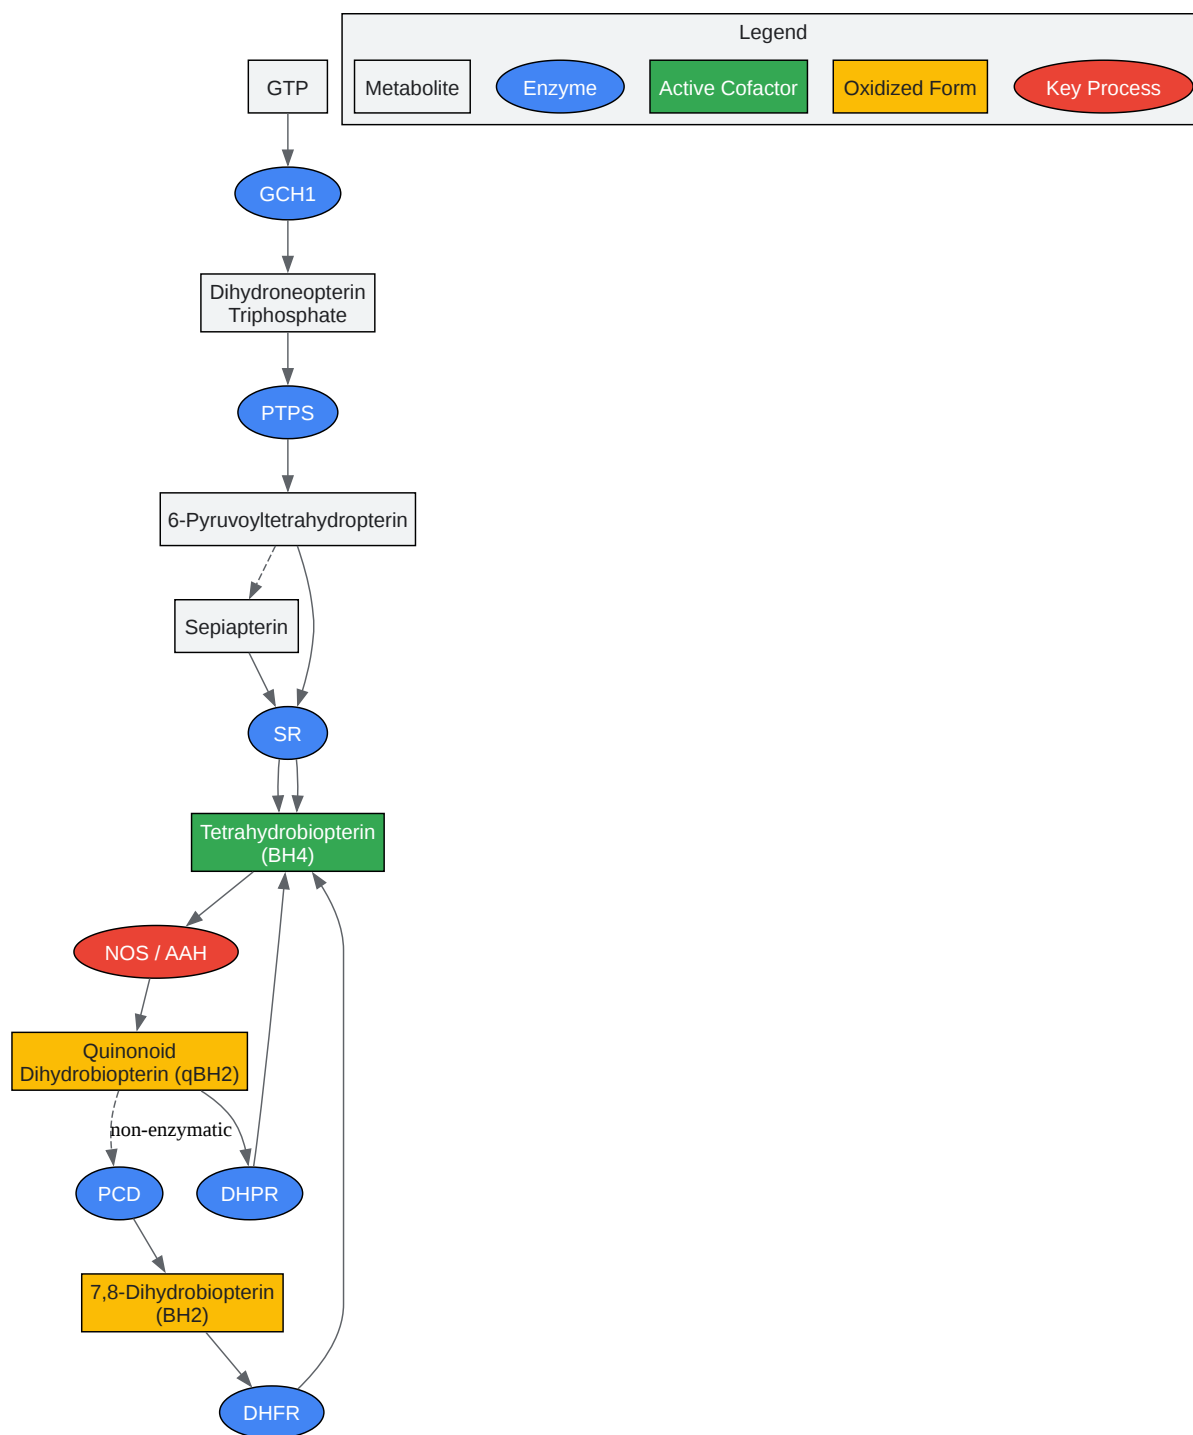 Legend
GTP
Metabolite
Enzyme
Active Cofactor
Oxidized Form
Key Process
GCH1
Dihydroneopterin
Triphosphate
PTPS
6-Pyruvoyltetrahydropterin
Sepiapterin
SR
Tetrahydrobiopterin
(BH4)
NOS / AAH
Quinonoid
Dihydrobiopterin (qBH2)
non-enzymatic
PCD
DHPR
7,8-Dihydrobiopterin
(BH2)
DHFR